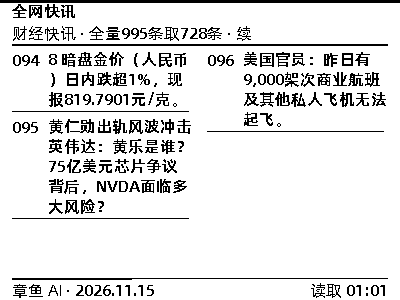 全网快讯
财经快讯 · 全量995条取728条 · 续
094 8 暗盘金价（人民币
）日内跌超1%，现
报819.7901元/克。
095 黄仁勋出轨风波冲击
英伟达：黄乐是谁？
75亿美元芯片争议
背后，NVDA面临多
大风险？
096 美国官员：昨日有
9,000架次商业航班
及其他私人飞机无法
起飞。
章鱼 AI · 2026.11.15
读取 01:01